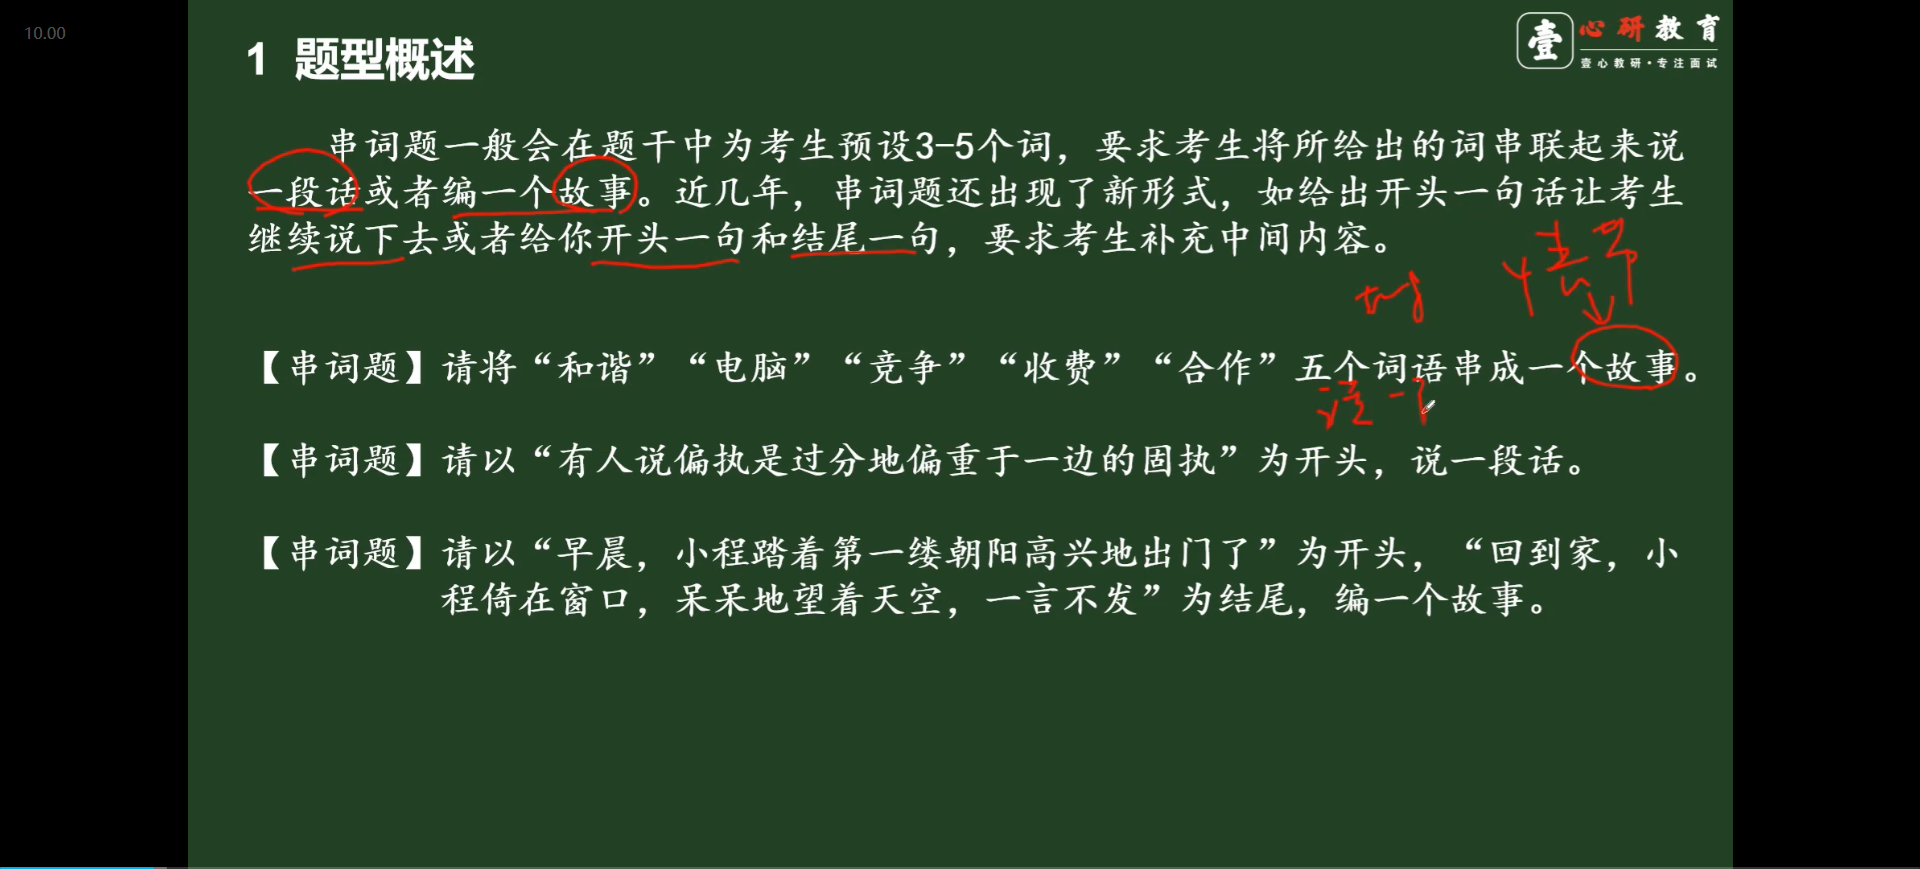 10.00
1 题型概述
壹 心研教育
壹心教研·专注面试
串词题一般会在题干中为考生预设3-5个词，要求考生将所给出的词串联起来说
一段话或者编一个故事。近几年，串词题还出现了新形式，如给出开头一句话让考生
继续说下去或者给你开头一句和结尾一句，要求考生补充中间内容。
情节
【串词题】请将“和谐”“电脑”“竞争”“收费”“合作”五个词语串成一个故事。
【串词题】请以“有人说偏执是过分地偏重于一边的固执”为开头，说一段话。
【串词题】请以“早晨，小程踏着第一缕朝阳高兴地出门了”为开头，“回到家，小
程倚在窗口，呆呆地望着天空，一言不发”为结尾，编一个故事。